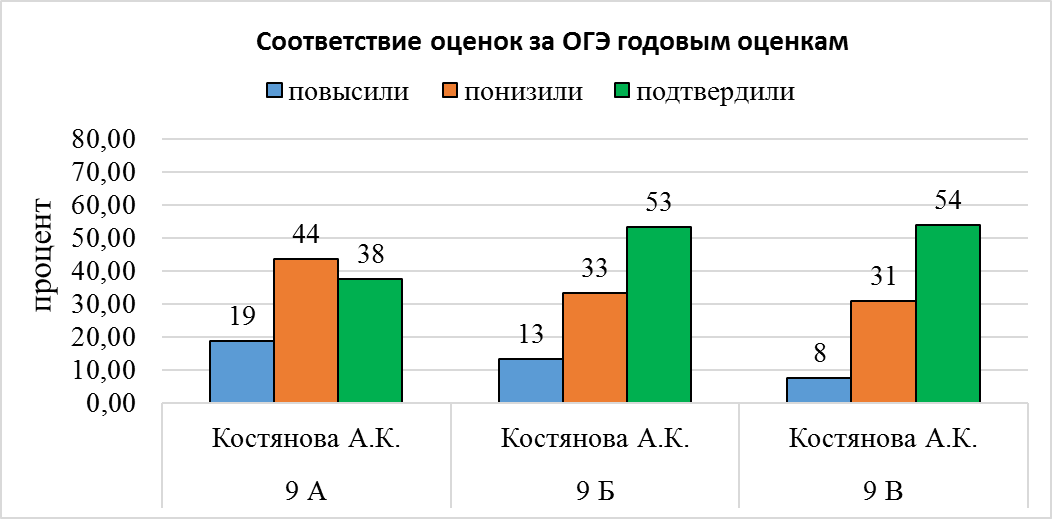 Соответствие оценок за ОГЭ годовым оценкам
повысили понизили подтвердили
80,00
70,00
60,00
50,00
40,00
30,00
20,00
10,00
0,00
процент
19 44 38 13 33 53 8 31 54
Костянова А.К. Костянова А.К. Костянова А.К.
9 А 9 Б 9 В